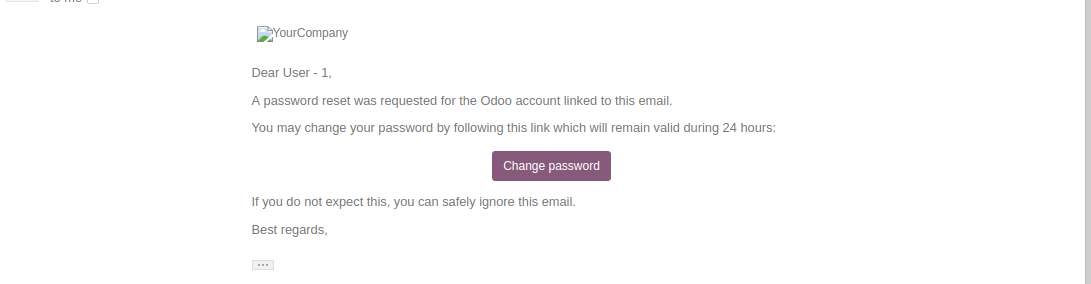 to me
YourCompany
Dear User - 1,
A password reset was requested for the Odoo account linked to this email.
You may change your password by following this link which will remain valid during 24 hours:
Change password
If you do not expect this, you can safely ignore this email.
Best regards,